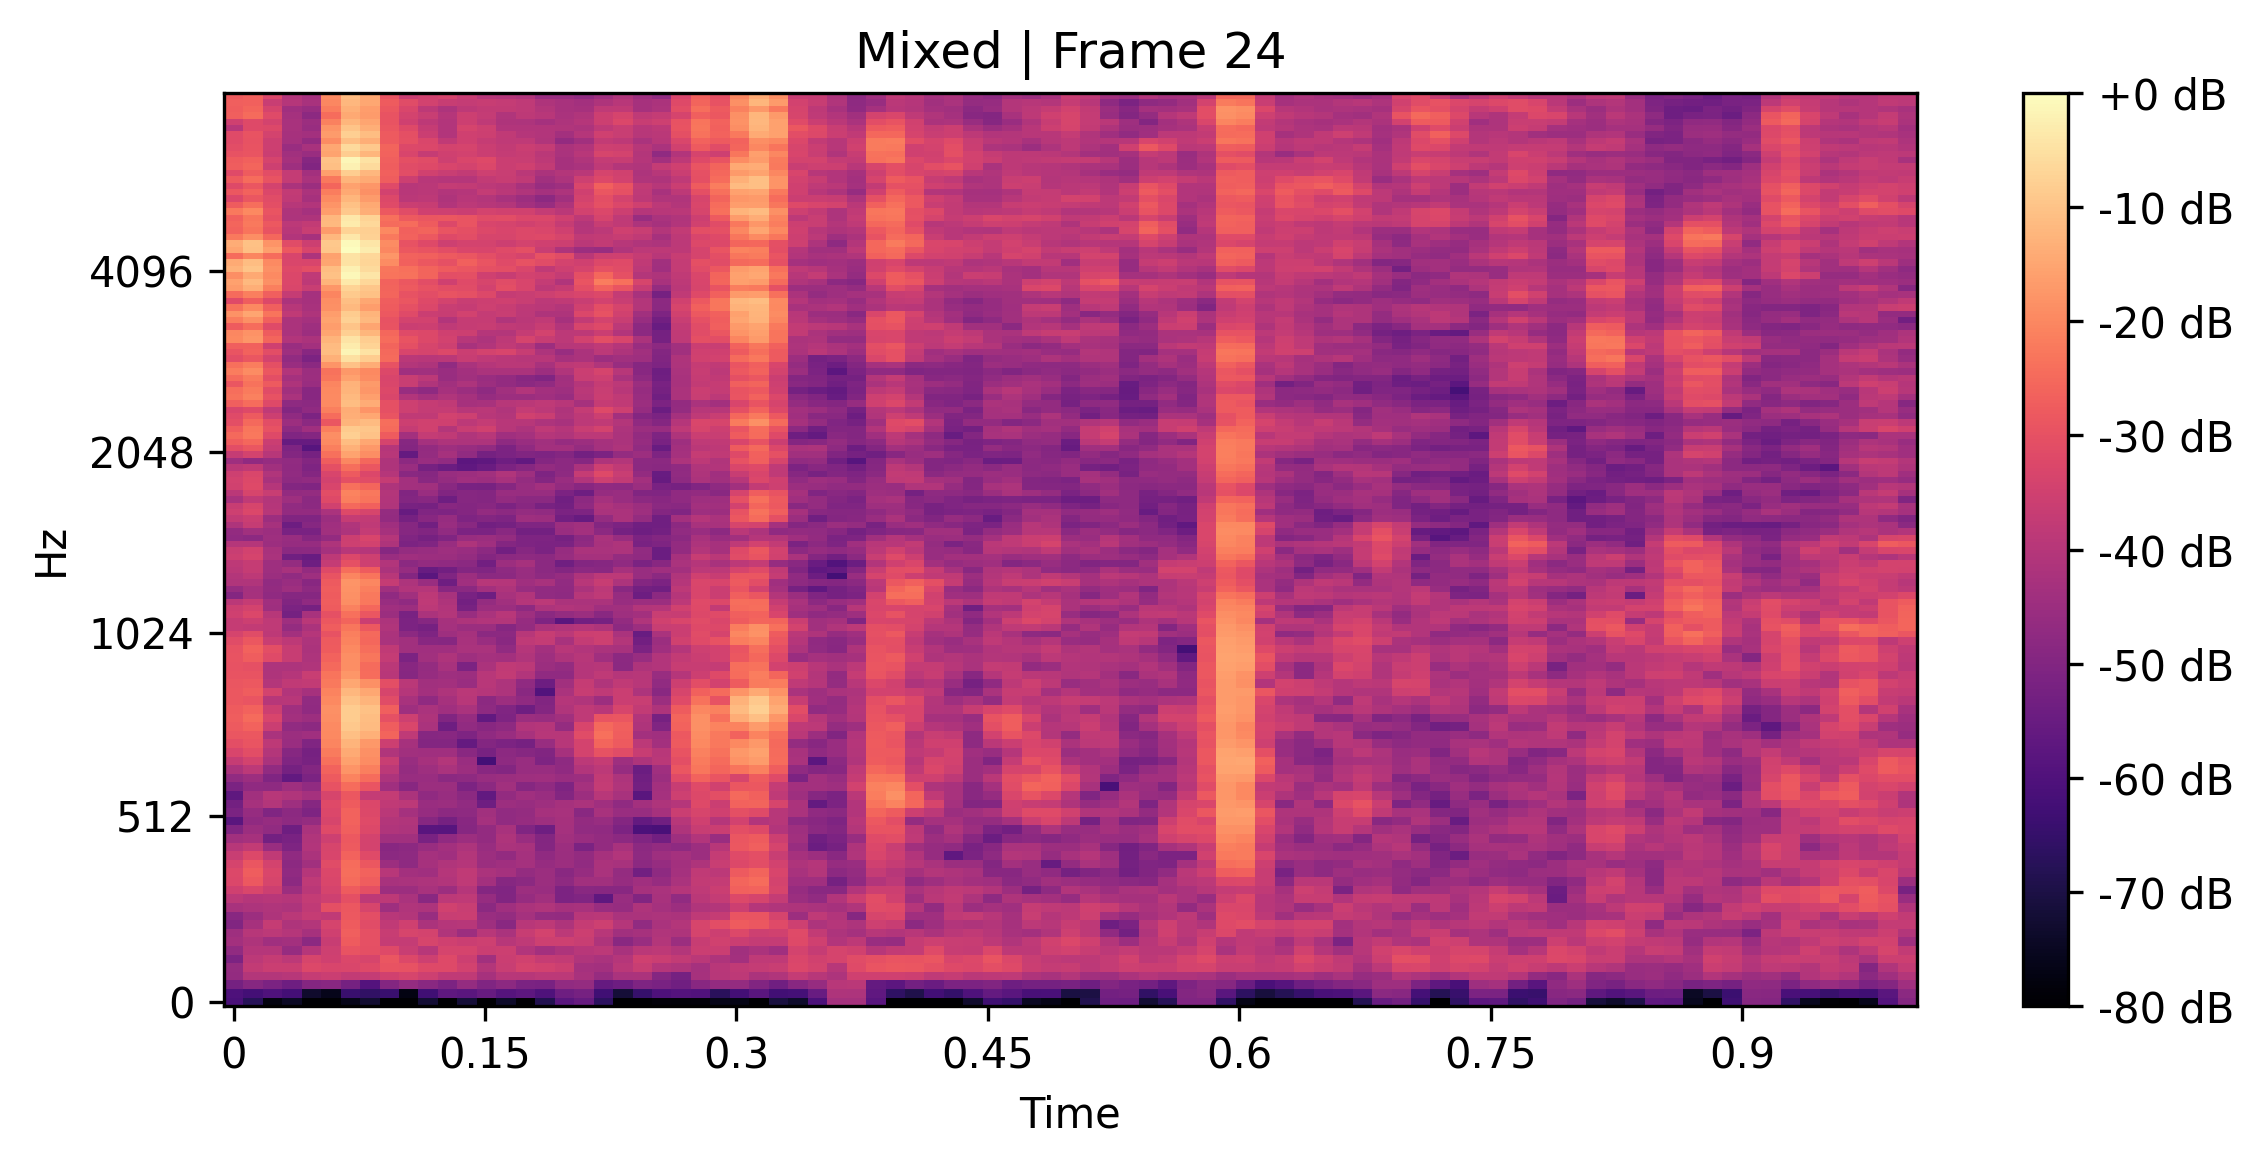 Mixed | Frame 24
Hz
4096
2048
1024
512
0
0 0.15 0.3 0.45 0.6 0.75 0.9
Time
+0 dB
-10 dB
-20 dB
-30 dB
-40 dB
-50 dB
-60 dB
-70 dB
-80 dB